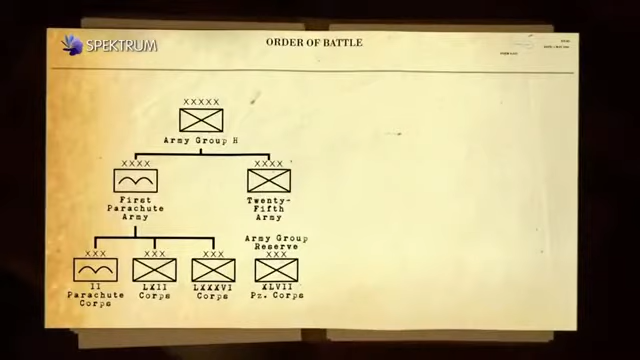 SPEKTRUM
ORDER OF BATTLE
XXXXX
Army Group H
XXXX
XXXX
First
Parachute
Army
Twenty-
Fifth
Army
Army Group
Reserve
XXX
XXX
XXX
XXX
II
Parachute
Corps
LXII
Corps
LXXXVI
Corps
XLVII
Pz. Corps